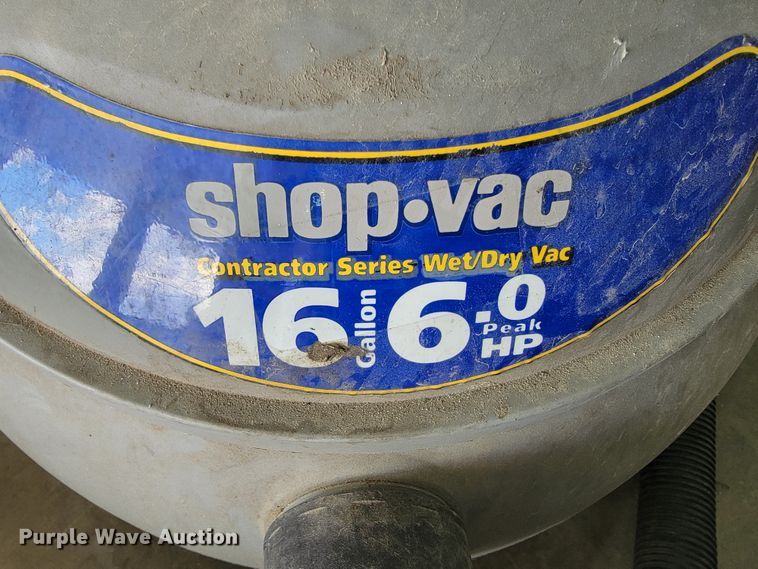 shop•vac
Contractor Series Wet/Dry Vac
16 Gallon 6.0 Peak HP
Purple Wave Auction